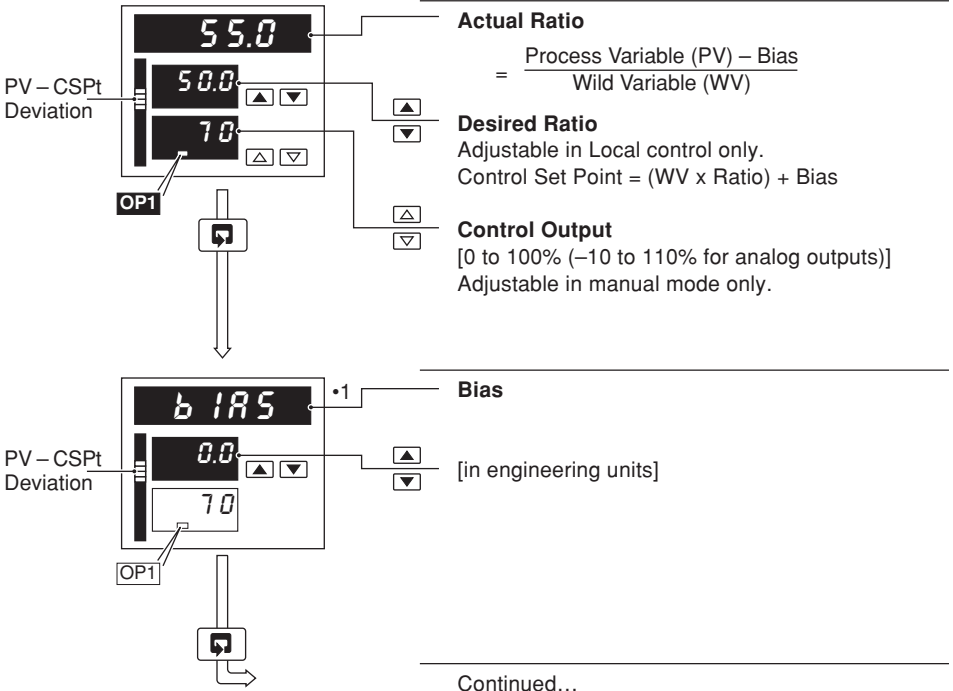 55.0
Actual Ratio
= Process Variable (PV) – Bias
Wild Variable (WV)
PV – CSPt
Deviation
50.0
Desired Ratio
Adjustable in Local control only.
Control Set Point = (WV x Ratio) + Bias
70
OP1
Control Output
[0 to 100% (–10 to 110% for analog outputs)]
Adjustable in manual mode only.
bIAS
•1
Bias
PV – CSPt
Deviation
0.0
[in engineering units]
70
OP1
Continued…